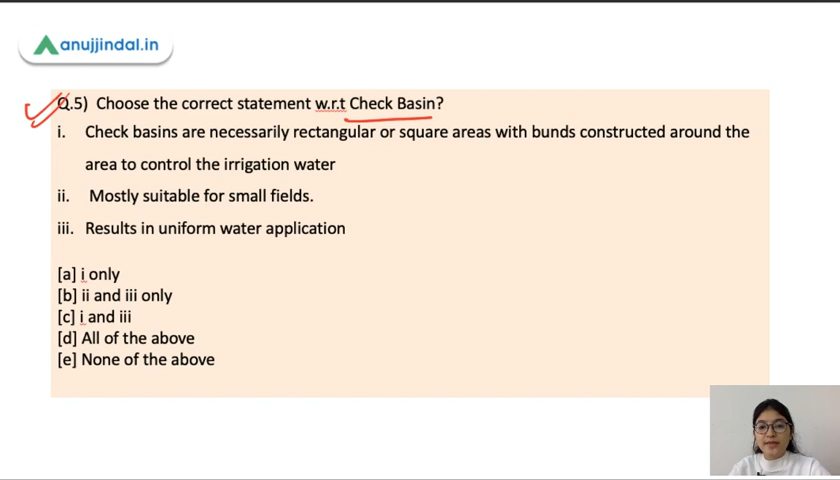 anujjindal.in
Q.5) Choose the correct statement w.r.t Check Basin?
i. Check basins are necessarily rectangular or square areas with bunds constructed around the
area to control the irrigation water
ii. Mostly suitable for small fields.
iii. Results in uniform water application
[a] i only
[b] ii and iii only
[c] i and iii
[d] All of the above
[e] None of the above